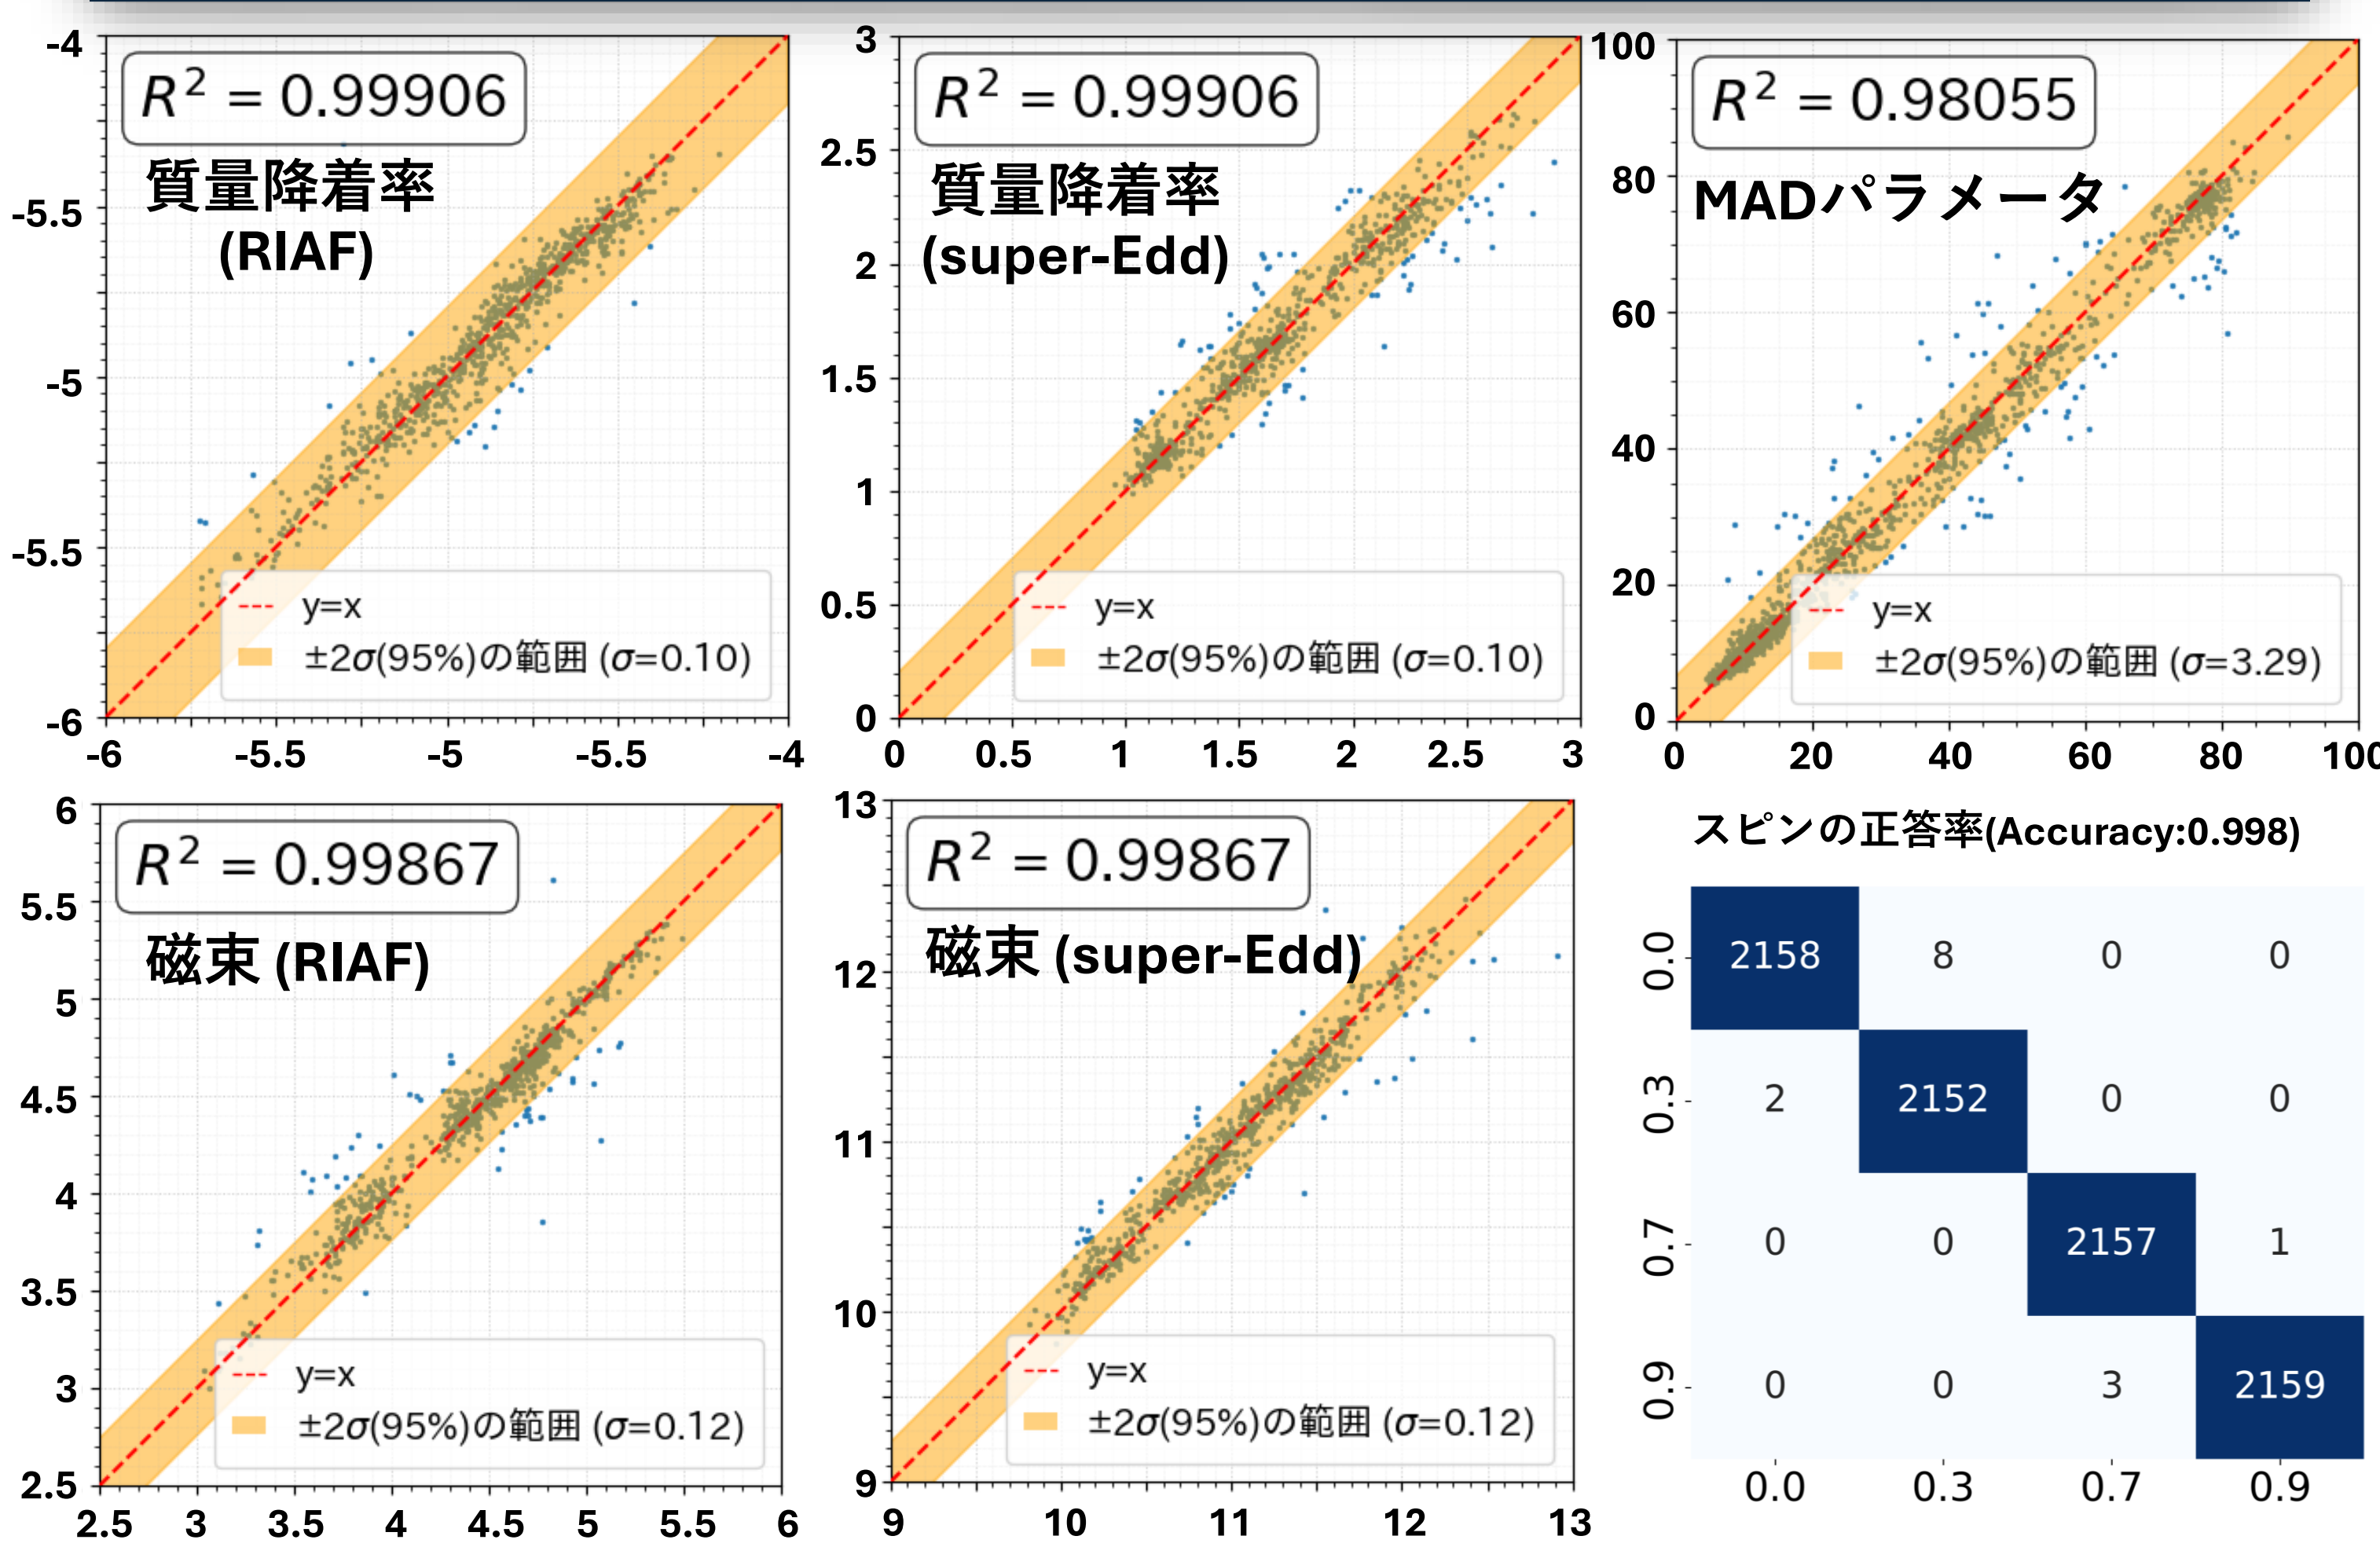 R² = 0.99906
質量降着率
(RIAF)
-4
-5.5
-5
-5.5
-6
-6 -5.5 -5 -5.5 -4
y=x
±2σ(95%)の範囲 (σ=0.10)
R² = 0.99906
質量降着率
(super-Edd)
3
2.5
2
1.5
1
0.5
0
0 0.5 1 1.5 2 2.5 3
y=x
±2σ(95%)の範囲 (σ=0.10)
R² = 0.98055
MADパラメータ
100
80
60
40
20
0
0 20 40 60 80 100
y=x
±2σ(95%)の範囲 (σ=3.29)
R² = 0.99867
磁束 (RIAF)
6
5.5
5
4.5
4
3.5
3
2.5
2.5 3 3.5 4 4.5 5 5.5 6
y=x
±2σ(95%)の範囲 (σ=0.12)
R² = 0.99867
磁束 (super-Edd)
13
12
11
10
9
9 10 11 12 13
y=x
±2σ(95%)の範囲 (σ=0.12)
スピンの正答率(Accuracy:0.998)
0.0 2158 8 0 0
0.3 2 2152 0 0
0.7 0 0 2157 1
0.9 0 0 3 2159
0.0 0.3 0.7 0.9